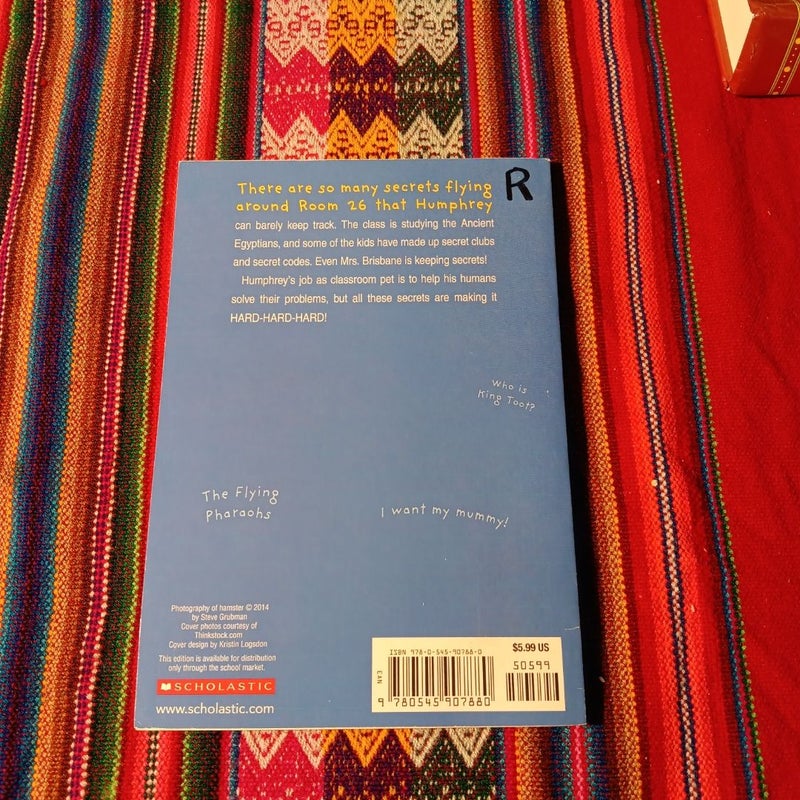 There are so many secrets flying
around Room 26 that Humphrey
R
can barely keep track. The class is studying the Ancient
Egyptians, and some of the kids have made up secret clubs
and secret codes. Even Mrs. Brisbane is keeping secrets!
Humphrey's job as classroom pet is to help his humans
solve their problems, but all these secrets are making it
HARD-HARD-HARD!
Who is
King Toot?
The Flying
Pharaohs
I want my mummy!
Photography of hamster © 2014
by Steve Grubman
Cover photos courtesy of
Thinkstock.com
Cover design by Kristin Logsdon
This edition is available for distribution
only through the school market.
SCHOLASTIC
www.scholastic.com
ISBN 978-0-545-90788-0
$5.99 US
50599
EAN
9 780545 907880